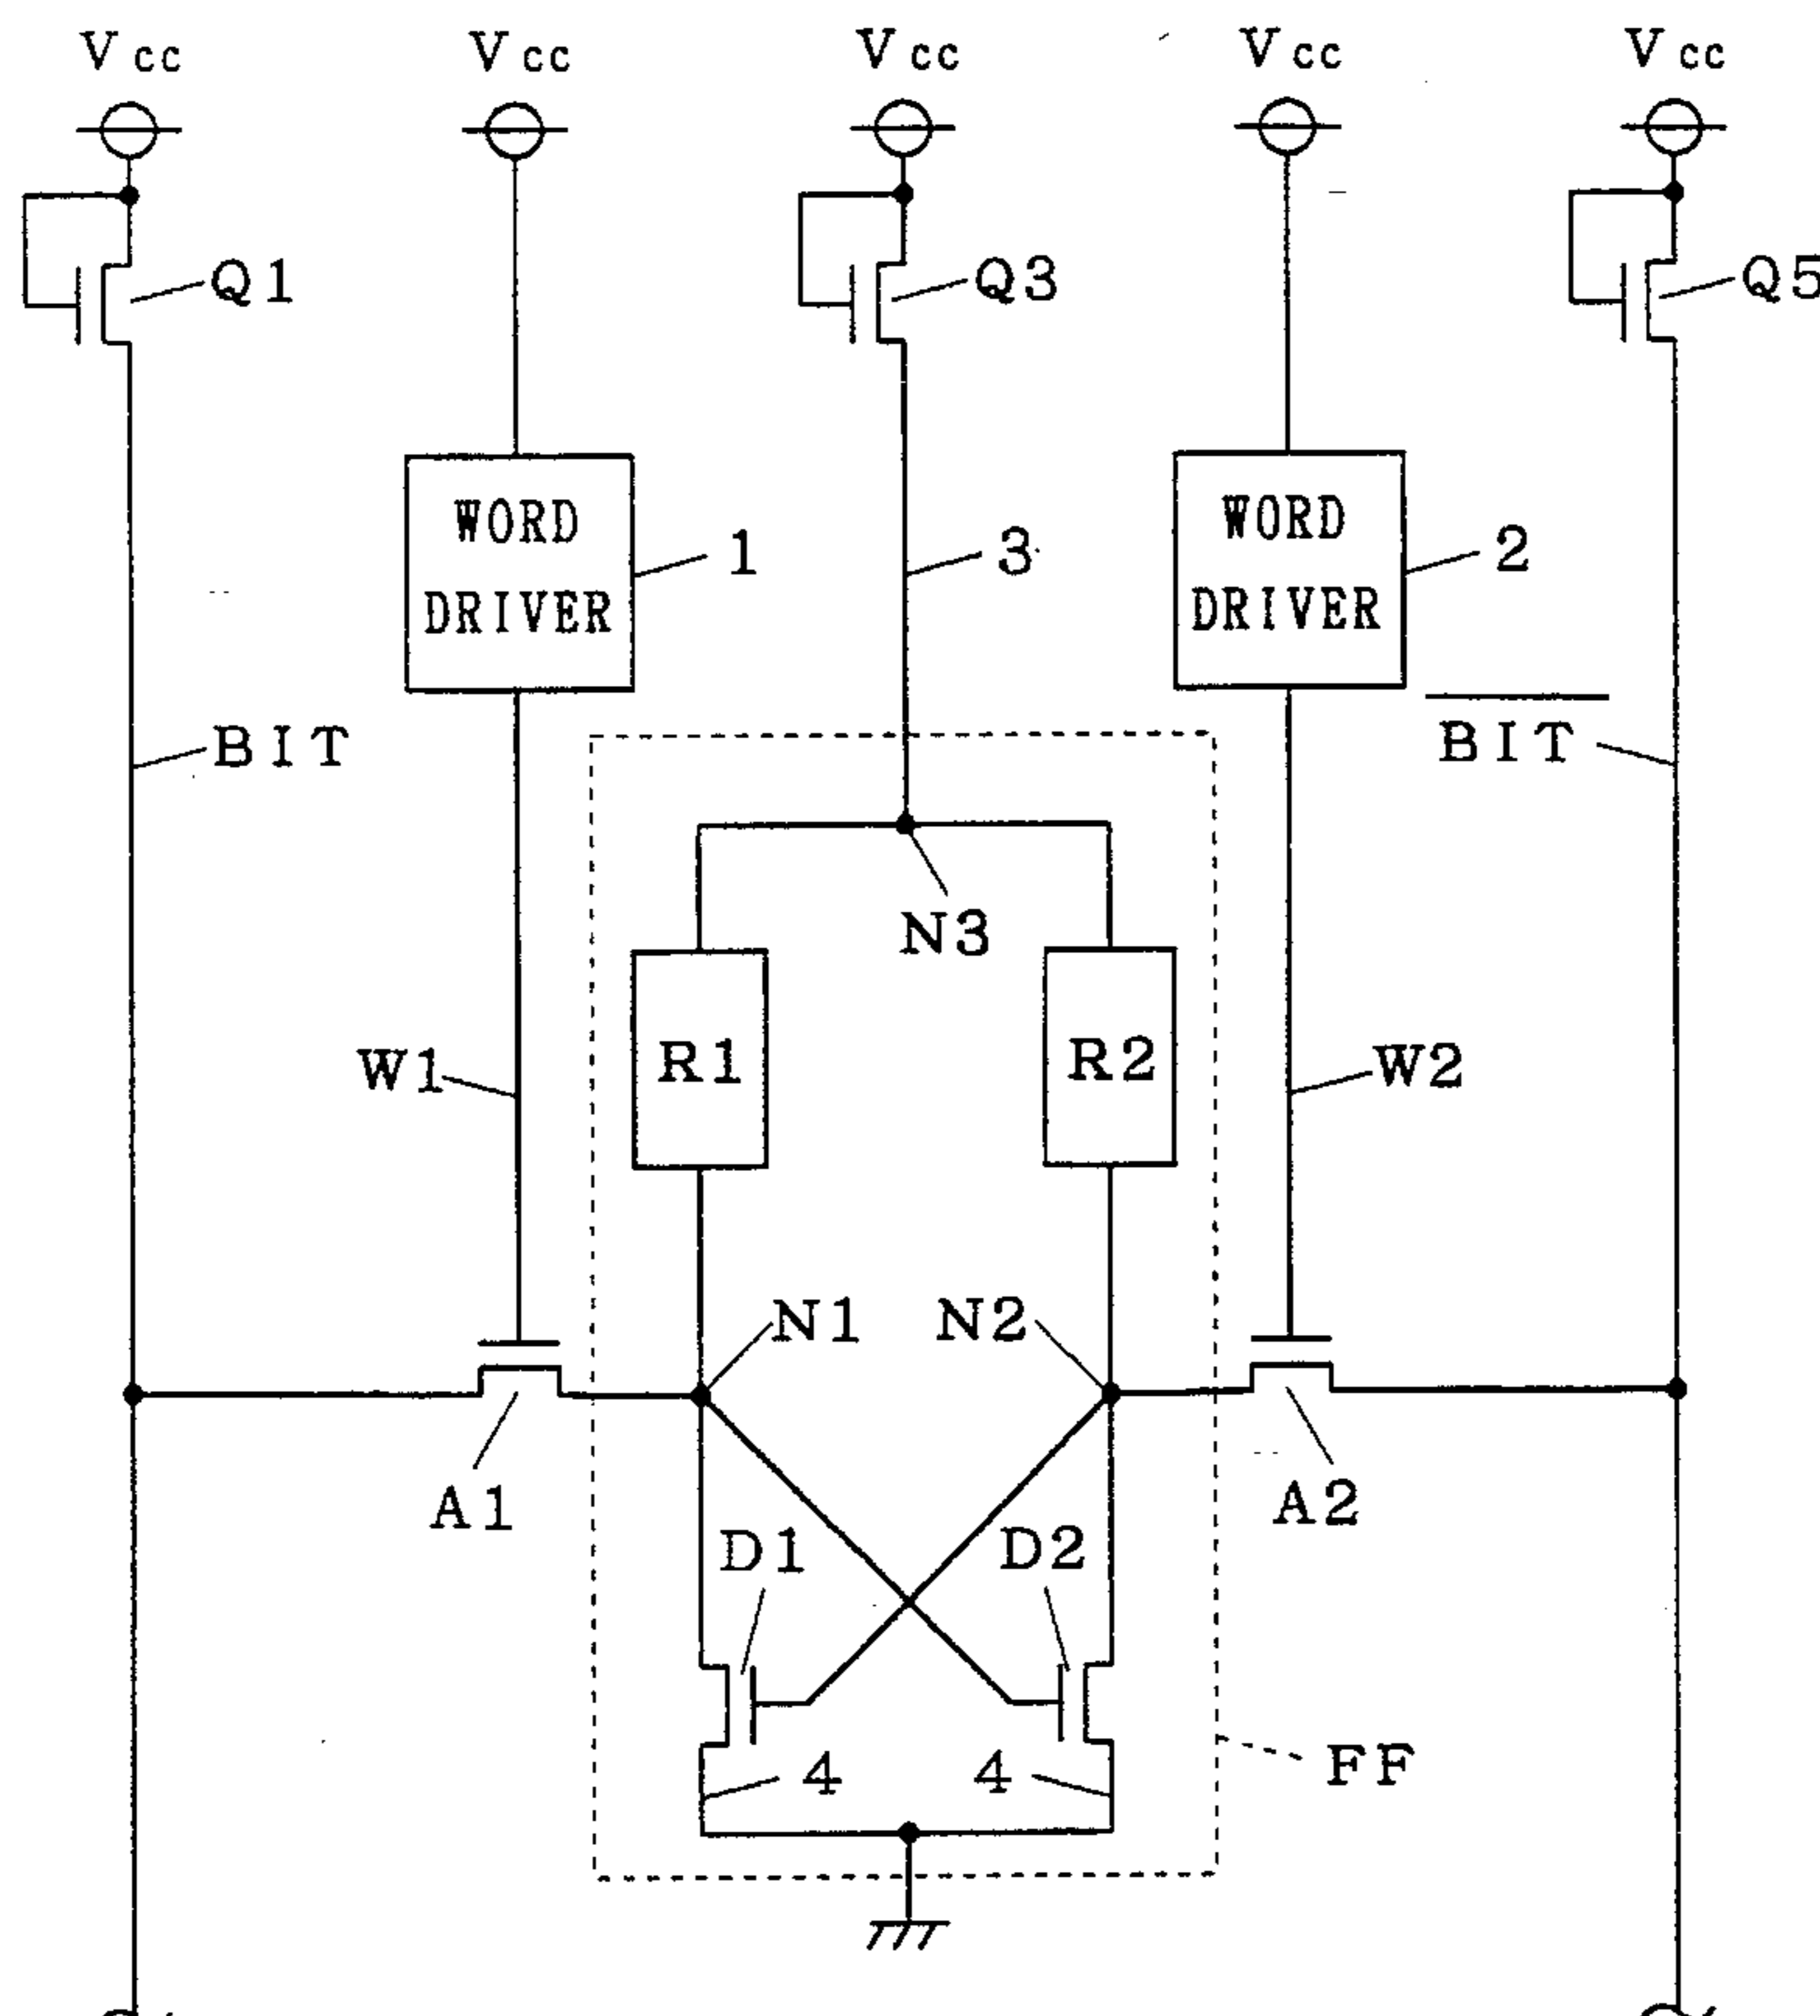 Vcc Vcc Vcc Vcc Vcc
Q1 Q3 Q5
WORD DRIVER
1
3
WORD DRIVER
2
BIT
BIT
N3
R1 R2
W1 W2
N1 N2
A1 A2
D1 D2
4 4
FF